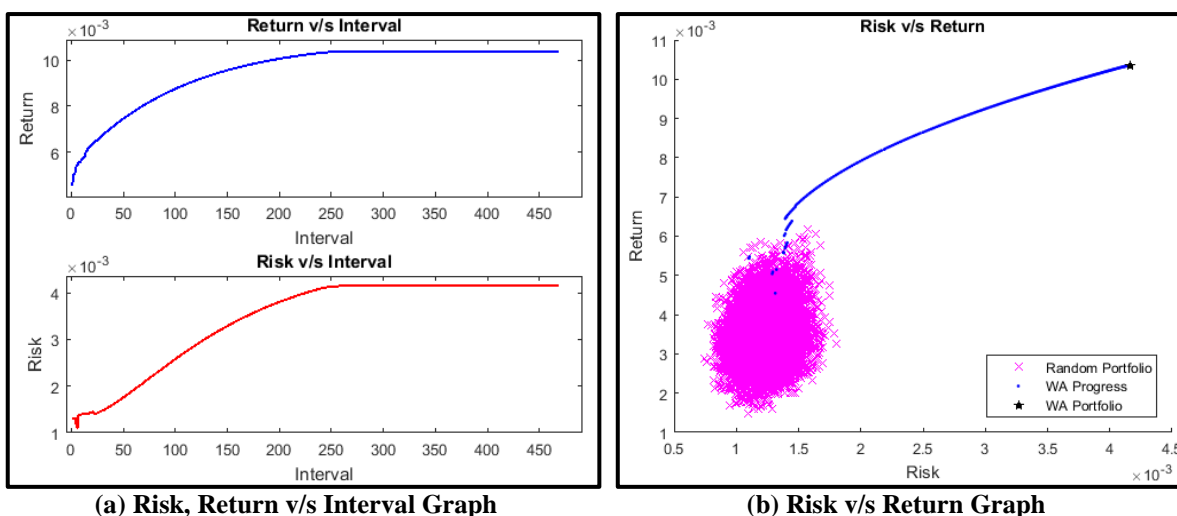 Return v/s Interval
×10⁻³
10
8
6
Return
0 50 100 150 200 250 300 350 400 450
Interval
Risk v/s Interval
×10⁻³
4
3
2
1
Risk
0 50 100 150 200 250 300 350 400 450
Interval
(a) Risk, Return v/s Interval Graph
Risk v/s Return
×10⁻³
11
10
9
8
7
6
5
4
3
2
1
Return
Random Portfolio
WA Progress
WA Portfolio
0.5 1 1.5 2 2.5 3 3.5 4 4.5
Risk
×10⁻³
(b) Risk v/s Return Graph